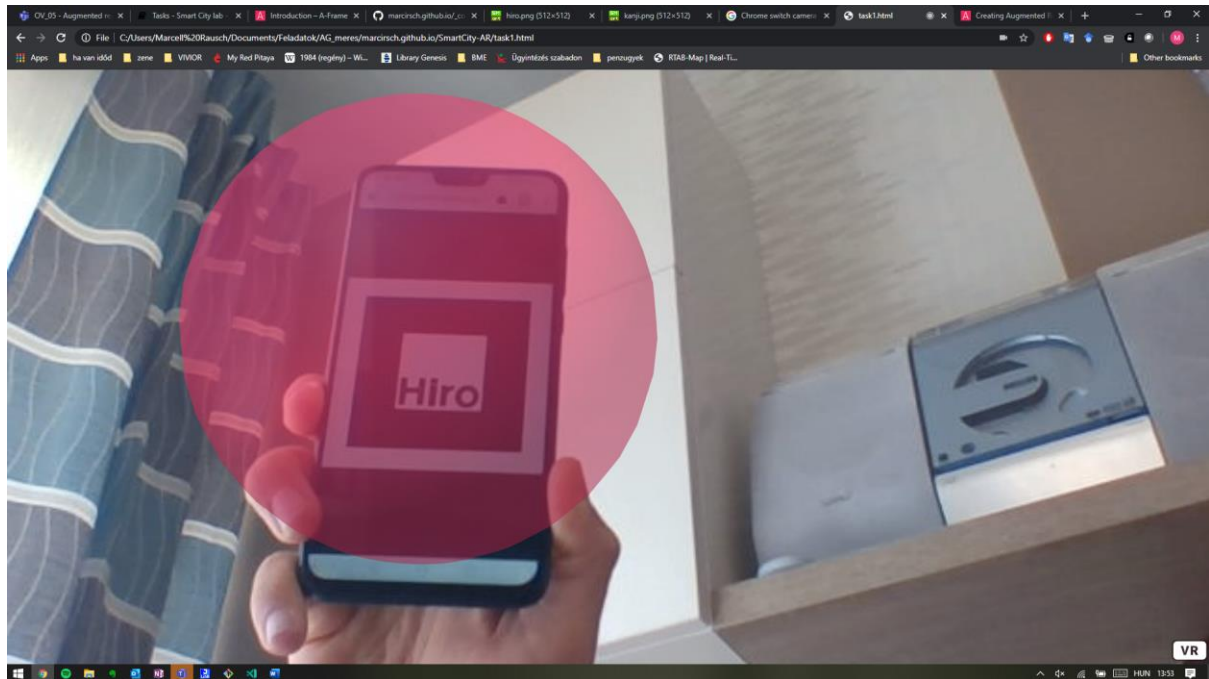 OV_05 - Augmented re
Tasks - Smart City lab -
Introduction – A-Frame
marcirsch.github.io/_co
hiro.png (512×512)
kanji.png (512×512)
Chrome switch camera
task1.html
Creating Augmented R
File | C:/Users/Marcell%20Rausch/Documents/Feladatok/AG_meres/marcirsch.github.io/SmartCity-AR/task1.html
Apps
ha van időd
zene
VIVIOR
My Red Pitaya
1984 (regény) – Wi...
Library Genesis
BME
Ügyintézés szabadon
penzugyek
RTAB-Map | Real-Ti...
Other bookmarks
Hiro
VR
HUN
13:53